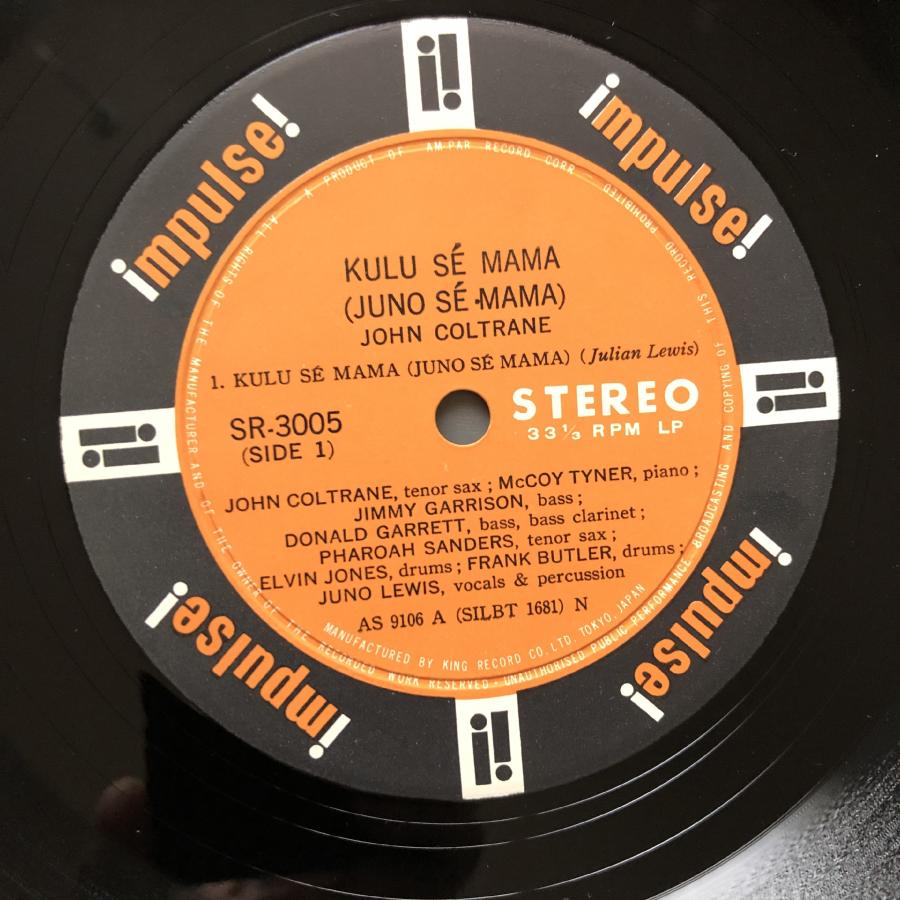 impulse!
impulse!
impulse!
impulse!
A PRODUCT OF AM-PAR RECORD CORP.
ALL RIGHTS OF THE MANUFACTURER AND OF THE OWNER OF THE RECORDED WORK RESERVED - UNAUTHORISED PUBLIC PERFORMANCE BROADCASTING AND COPYING OF THIS RECORD PROHIBITED
KULU SÉ MAMA
(JUNO SÉ MAMA)
JOHN COLTRANE
1. KULU SÉ MAMA (JUNO SÉ MAMA) (Julian Lewis)
SR-3005
(SIDE 1)
STEREO
33⅓ RPM LP
JOHN COLTRANE, tenor sax ; McCOY TYNER, piano ;
JIMMY GARRISON, bass ;
DONALD GARRETT, bass, bass clarinet ;
PHAROAH SANDERS, tenor sax ;
ELVIN JONES, drums ; FRANK BUTLER, drums ;
JUNO LEWIS, vocals & percussion
AS 9106 A (SILBT 1681) N
MANUFACTURED BY KING RECORD CO. LTD. TOKYO JAPAN